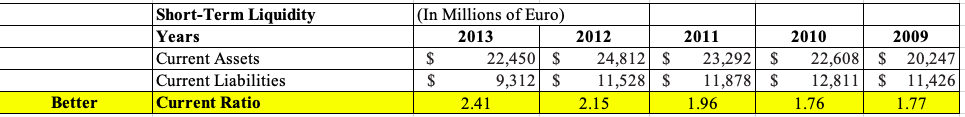 Short-Term Liquidity (In Millions of Euro)
Years 2013 2012 2011 2010 2009
Current Assets $ 22,450 $ 24,812 $ 23,292 $ 22,608 $ 20,247
Current Liabilities $ 9,312 $ 11,528 $ 11,878 $ 12,811 $ 11,426
Better Current Ratio 2.41 2.15 1.96 1.76 1.77